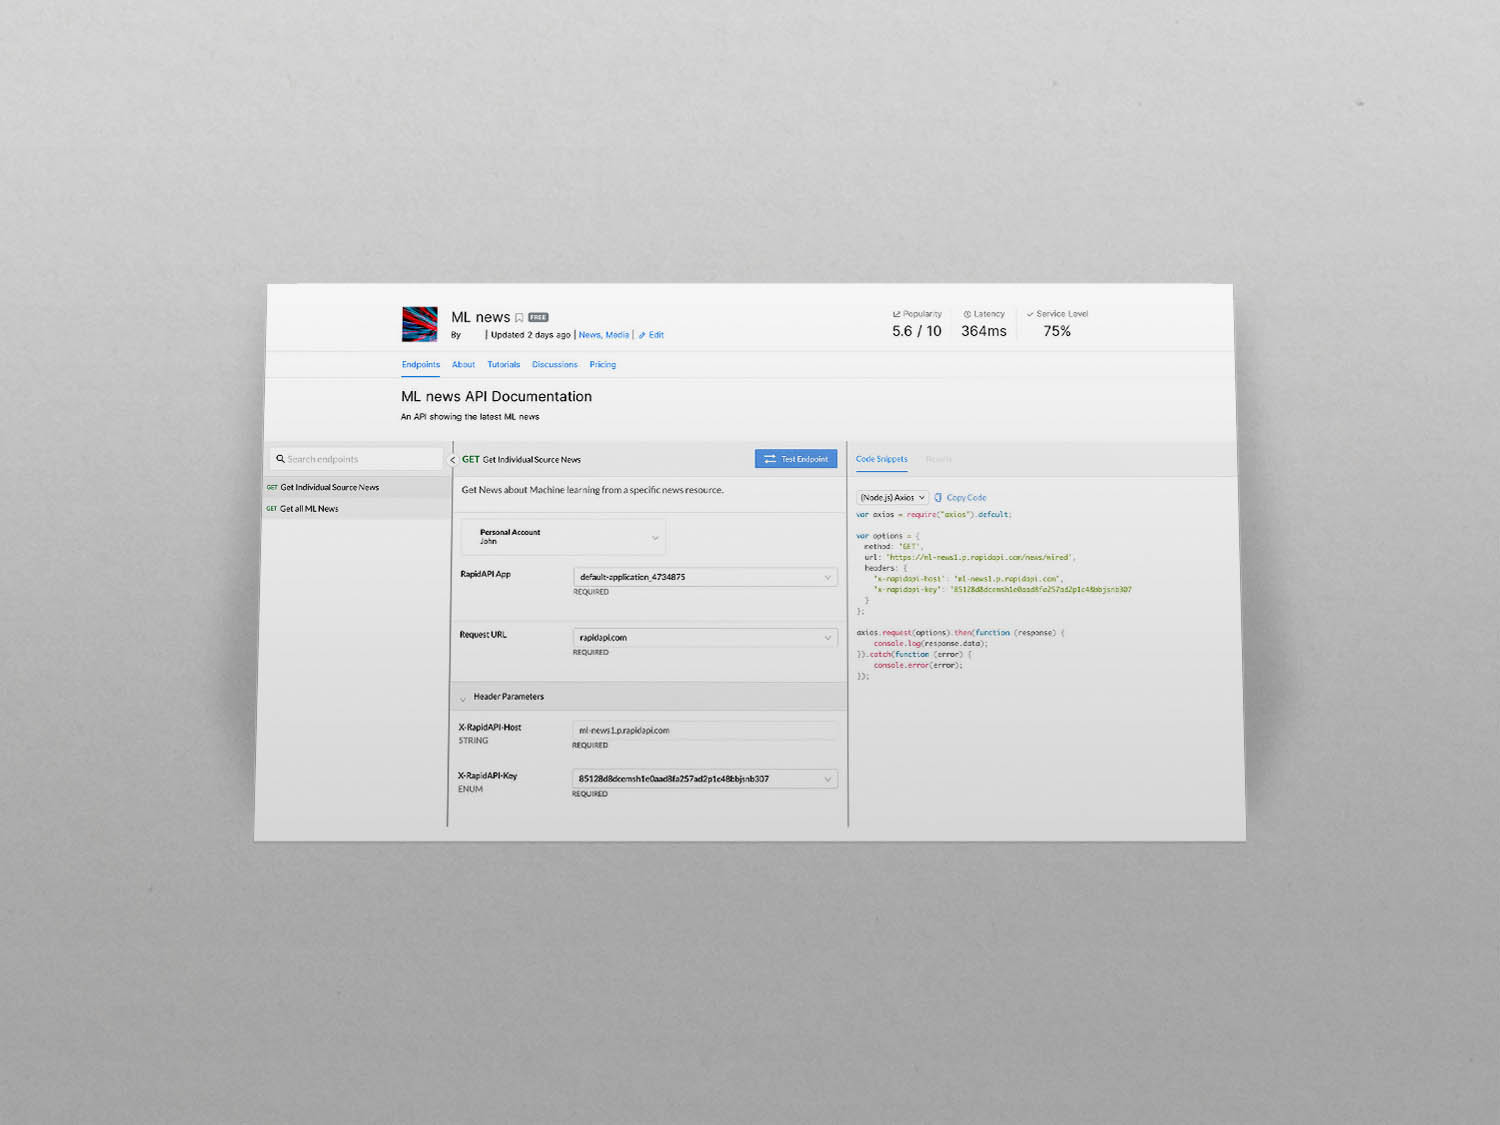 ML news FREE
By | Updated 2 days ago | News, Media | Edit
Popularity
5.6 / 10
Latency
364ms
Service Level
75%
Endpoints About Tutorials Discussions Pricing
ML news API Documentation
An API showing the latest ML news
Search endpoints
GET Get Individual Source News
GET Get all ML News
< GET Get Individual Source News
Test Endpoint
Get News about Machine learning from a specific news resource.
Personal Account
John
RapidAPI App
default-application_4734875
REQUIRED
Request URL
rapidapi.com
REQUIRED
Header Parameters
X-RapidAPI-Host
STRING
ml-news1.p.rapidapi.com
REQUIRED
X-RapidAPI-Key
ENUM
85128d8dcemsh1e0aad8fa257ad2p1c48bbjsnb307
REQUIRED
Code Snippets Results
(Node.js) Axios Copy Code
var axios = require("axios").default;
var options = {
method: 'GET',
url: 'https://ml-news1.p.rapidapi.com/news/wired',
headers: {
'x-rapidapi-host': 'ml-news1.p.rapidapi.com',
'x-rapidapi-key': '85128d8dcemsh1e0aad8fa257ad2p1c48bbjsnb307
}
};
axios.request(options).then(function (response) {
console.log(response.data);
}).catch(function (error) {
console.error(error);
});